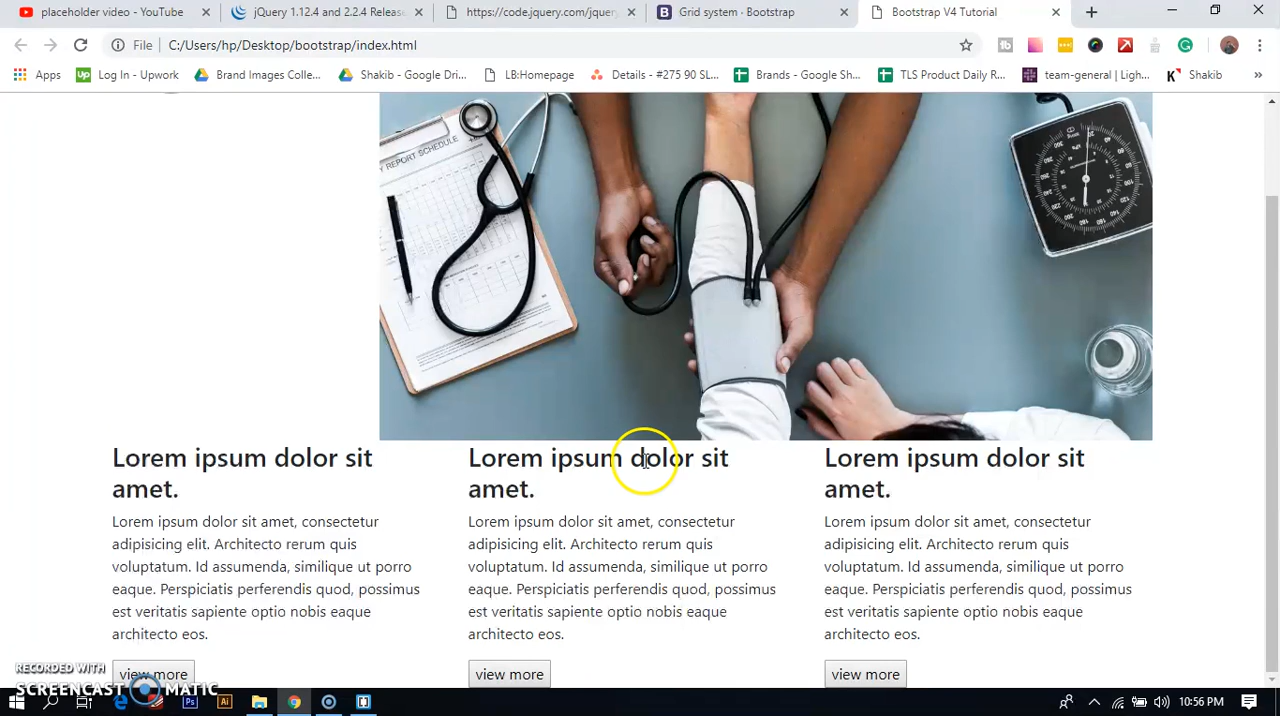 placeholder video - YouTube
jQuery 1.12.4 and 2.2.4 Releas
https://code.jquery.com/jquery
Grid system · Bootstrap
Bootstrap V4 Tutorial
File
C:/Users/hp/Desktop/bootstrap/index.html
Apps
Up
Log In - Upwork
Brand Images Colle...
Shakib - Google Dri...
LB:Homepage
Details - #275 90 SL...
Brands - Google Sh...
TLS Product Daily R...
team-general | Ligh...
Shakib
REPORT SCHEDULE
Lorem ipsum dolor sit
amet.
Lorem ipsum dolor sit amet, consectetur
adipisicing elit. Architecto rerum quis
voluptatum. Id assumenda, similique ut porro
eaque. Perspiciatis perferendis quod, possimus
est veritatis sapiente optio nobis eaque
architecto eos.
view more
Lorem ipsum dolor sit
amet.
Lorem ipsum dolor sit amet, consectetur
adipisicing elit. Architecto rerum quis
voluptatum. Id assumenda, similique ut porro
eaque. Perspiciatis perferendis quod, possimus
est veritatis sapiente optio nobis eaque
architecto eos.
view more
Lorem ipsum dolor sit
amet.
Lorem ipsum dolor sit amet, consectetur
adipisicing elit. Architecto rerum quis
voluptatum. Id assumenda, similique ut porro
eaque. Perspiciatis perferendis quod, possimus
est veritatis sapiente optio nobis eaque
architecto eos.
view more
RECORDED WITH
SCREENCAST MATIC
Ps
Ai
10:56 PM